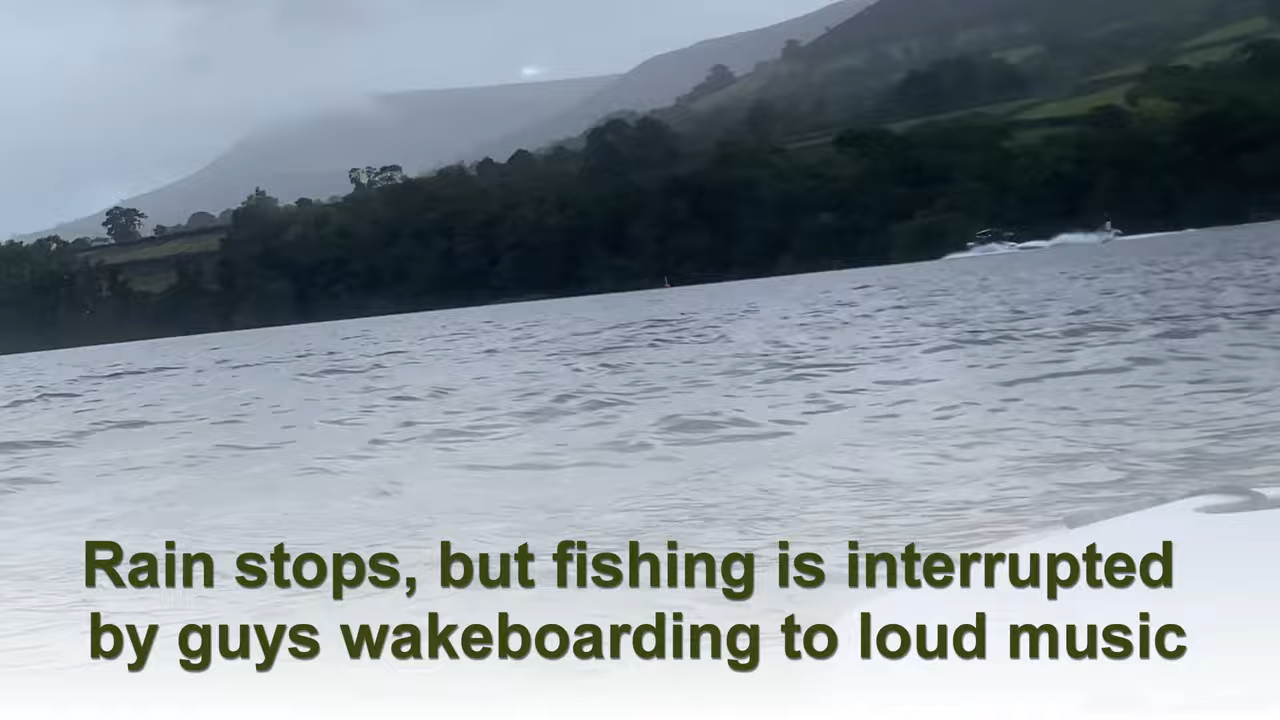 Rain stops, but fishing is interrupted
by guys wakeboarding to loud music